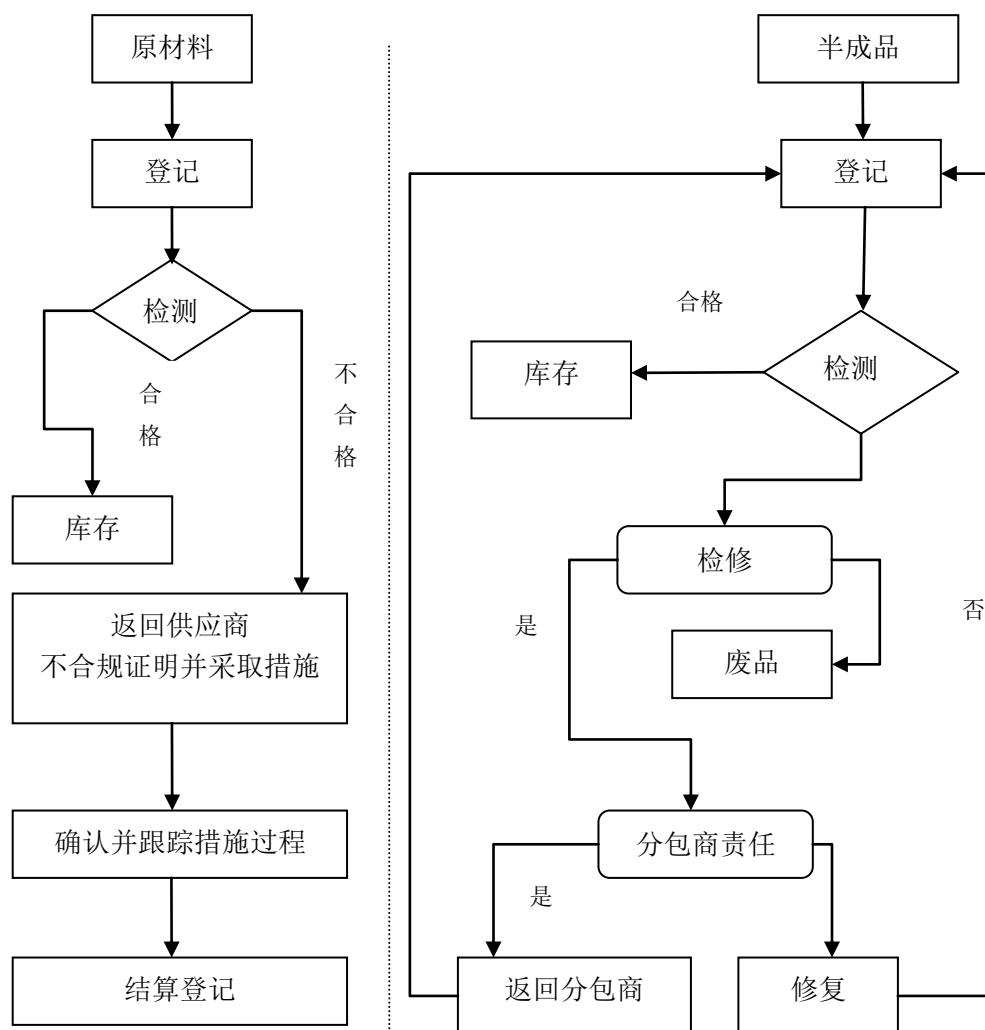 原材料
登记
检测
合
格
不
合
格
库存
返回供应商
不合规证明并采取措施
确认并跟踪措施过程
结算登记
半成品
登记
合格
检测
库存
检修
是
否
废品
分包商责任
是
返回分包商
修复